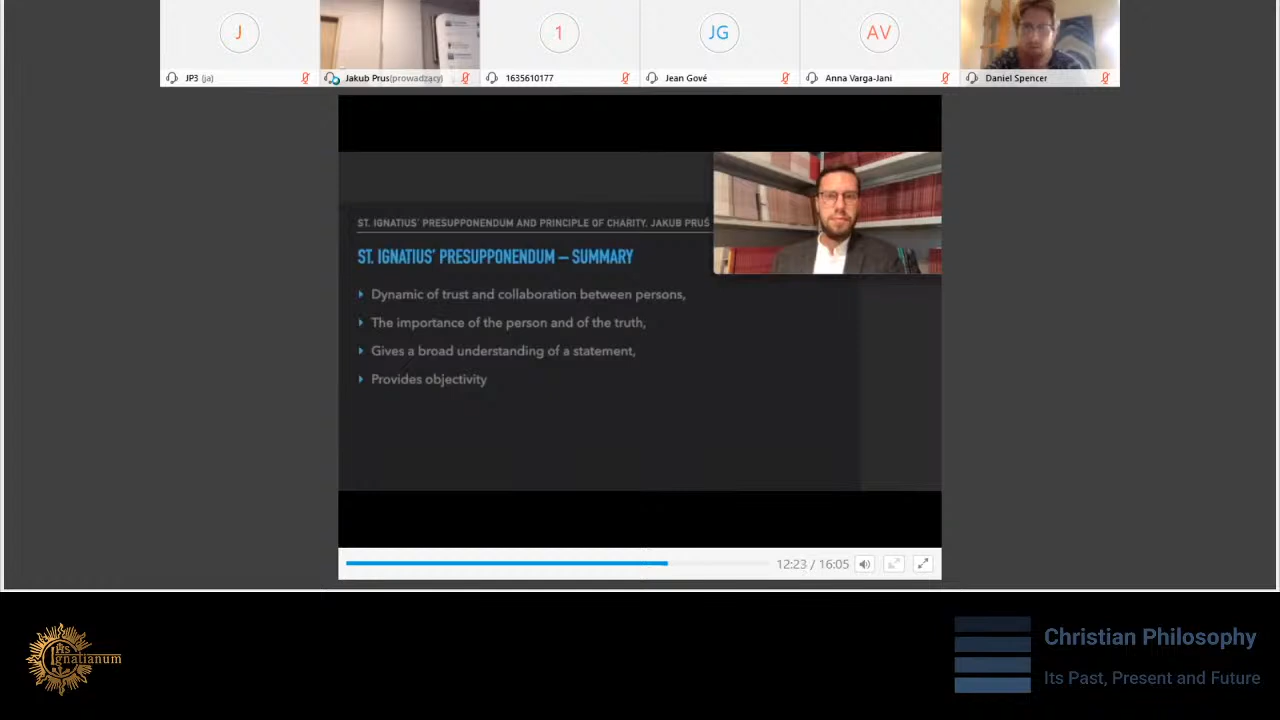 J
1
JG
AV
JP3 (ja)
Jakub Prus(prowadzący)
1635610177
Jean Gové
Anna Varga-Jani
Daniel Spencer
ST. IGNATIUS' PRESUPPONENDUM AND PRINCIPLE OF CHARITY. JAKUB PRUŚ
ST. IGNATIUS' PRESUPPONENDUM – SUMMARY
Dynamic of trust and collaboration between persons,
The importance of the person and of the truth,
Gives a broad understanding of a statement,
Provides objectivity
12:23 / 16:05
Ignatianum
Christian Philosophy
Its Past, Present and Future